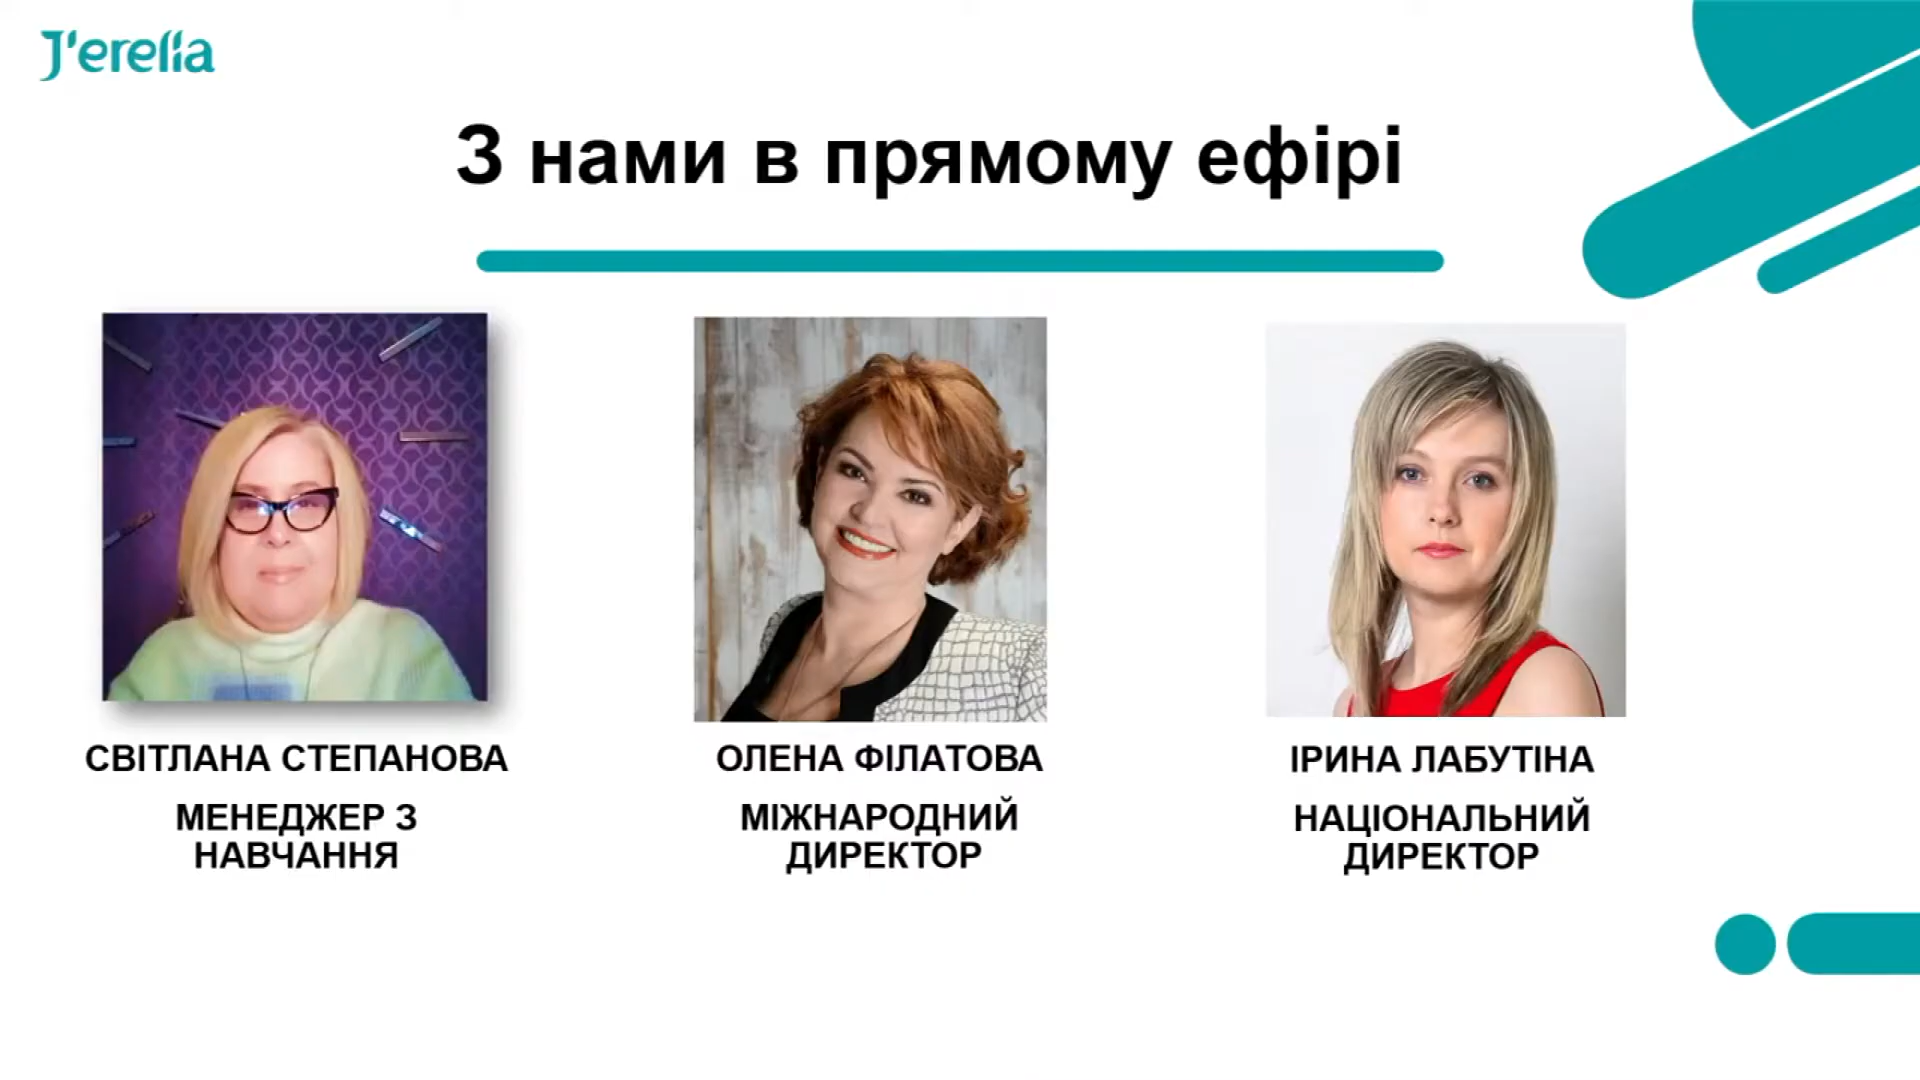 J'erelia
З нами в прямому ефірі
СВІТЛАНА СТЕПАНОВА
МЕНЕДЖЕР З
НАВЧАННЯ
ОЛЕНА ФІЛАТОВА
МІЖНАРОДНИЙ
ДИРЕКТОР
ІРИНА ЛАБУТІНА
НАЦІОНАЛЬНИЙ
ДИРЕКТОР